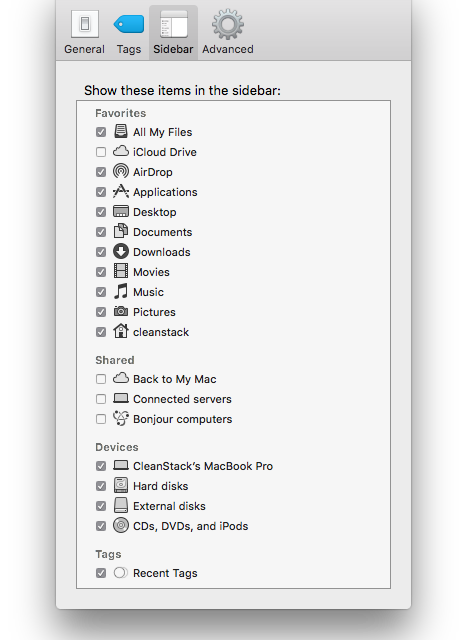 General Tags Sidebar Advanced
Show these items in the sidebar:
Favorites
All My Files
iCloud Drive
AirDrop
Applications
Desktop
Documents
Downloads
Movies
Music
Pictures
cleanstack
Shared
Back to My Mac
Connected servers
Bonjour computers
Devices
CleanStack’s MacBook Pro
Hard disks
External disks
CDs, DVDs, and iPods
Tags
Recent Tags